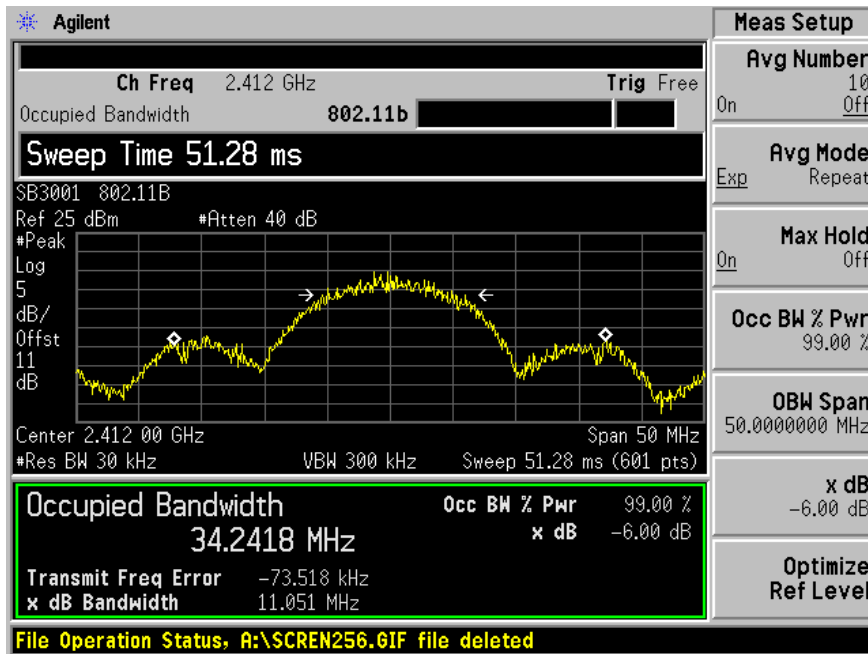 Agilent
Meas Setup
Ch Freq 2.412 GHz Trig Free
Occupied Bandwidth 802.11b
Sweep Time 51.28 ms
SB3001 802.11B
Ref 25 dBm #Atten 40 dB
#Peak
Log
5
dB/
Offst
11
dB
Center 2.412 00 GHz Span 50 MHz
#Res BW 30 kHz VBW 300 kHz Sweep 51.28 ms (601 pts)
Occupied Bandwidth
34.2418 MHz
Occ BW % Pwr 99.00 %
x dB -6.00 dB
Transmit Freq Error -73.518 kHz
x dB Bandwidth 11.051 MHz
Avg Number
10
On Off
Avg Mode
Exp Repeat
Max Hold
On Off
Occ BW % Pwr
99.00 %
OBW Span
50.0000000 MHz
x dB
-6.00 dB
Optimize
Ref Level
File Operation Status, A:\SCREN256.GIF file deleted